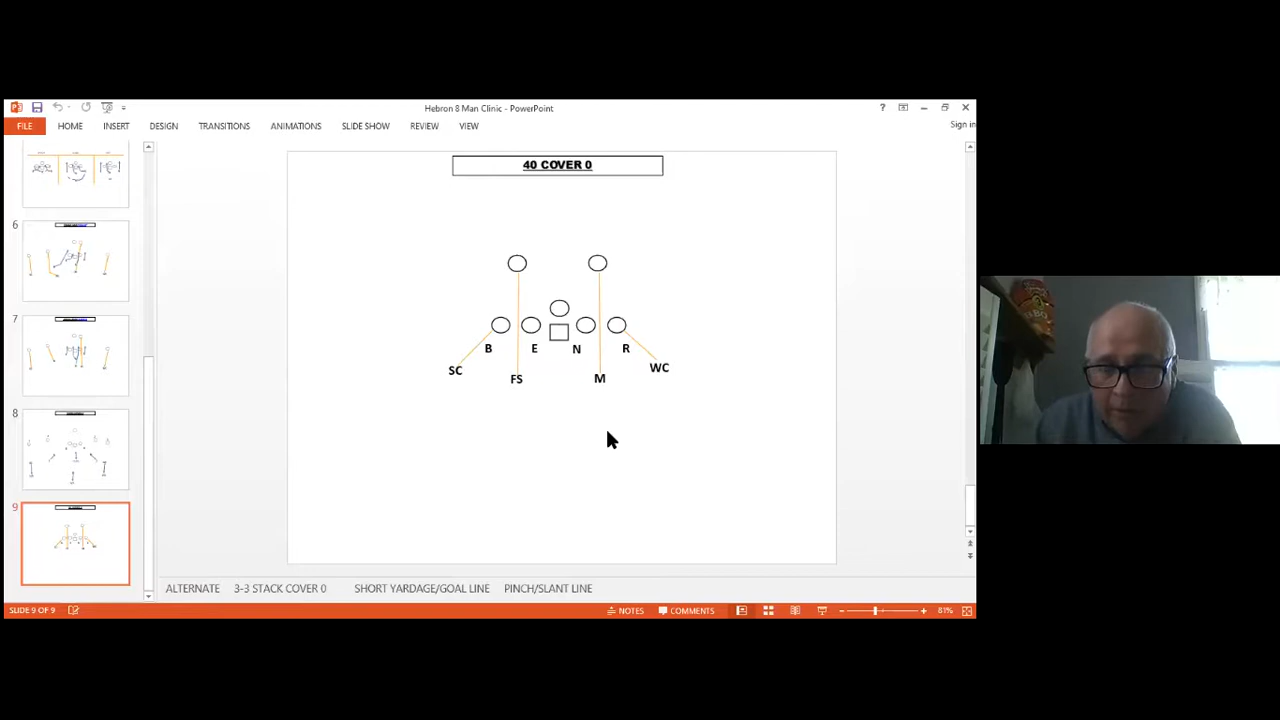 Hebron 8 Man Clinic - PowerPoint
FILE HOME INSERT DESIGN TRANSITIONS ANIMATIONS SLIDE SHOW REVIEW VIEW
Sign in
40 COVER 0
B E N R
SC FS M WC
6
7
8
9
ALTERNATE 3-3 STACK COVER 0 SHORT YARDAGE/GOAL LINE PINCH/SLANT LINE
SLIDE 9 OF 9 NOTES COMMENTS 81%